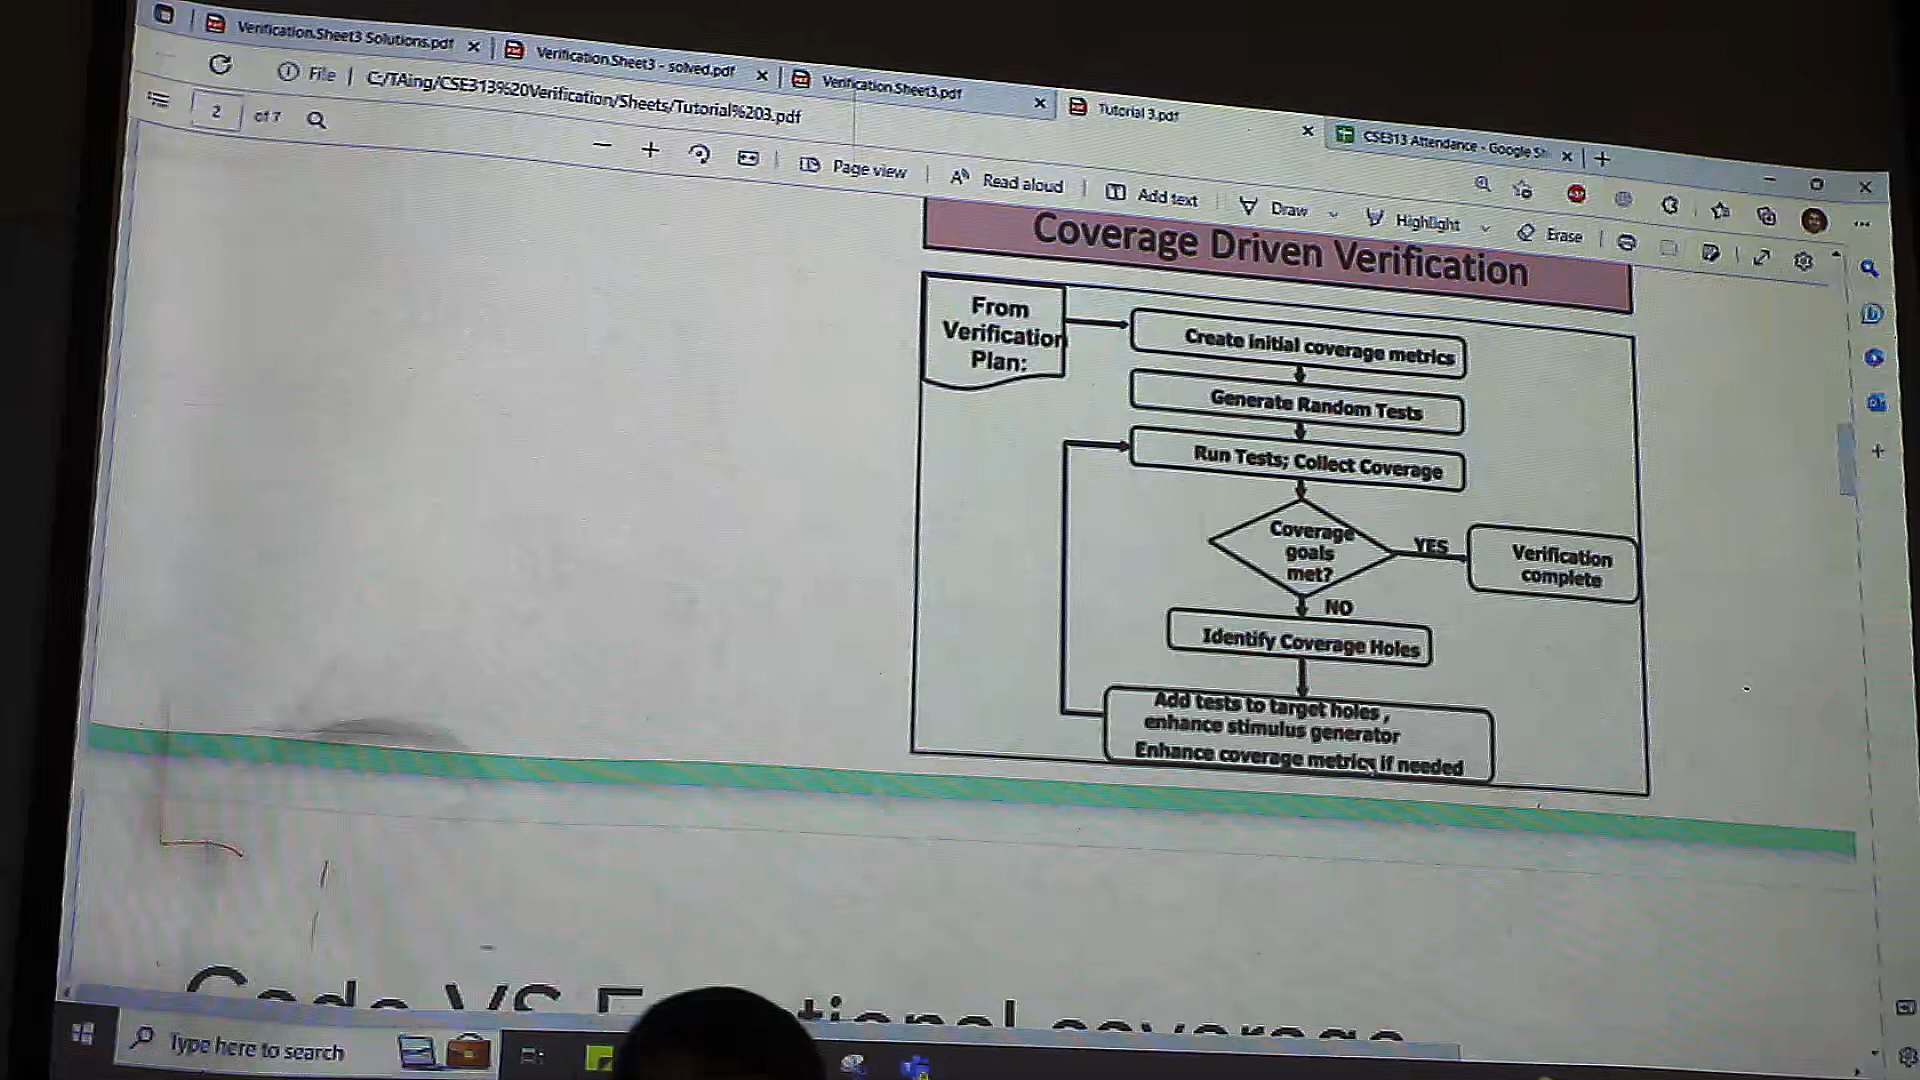 Verification.Sheet3 Solutions.pdf
Verification.Sheet3 - solved.pdf
Verification.Sheet3.pdf
Tutorial 3.pdf
CSE313 Attendance - Google
File
C:/TAing/CSE313%20Verification/Sheets/Tutorial%203.pdf
2
of 7
Page view
Read aloud
Add text
Draw
Highlight
Erase
Coverage Driven Verification
From
Verification
Plan:
Create initial coverage metrics
Generate Random Tests
Run Tests; Collect Coverage
Coverage
goals
met?
YES
Verification
complete
NO
Identify Coverage Holes
Add tests to target holes ,
enhance stimulus generator
Enhance coverage metrics if needed
Code VS coverage
Type here to search